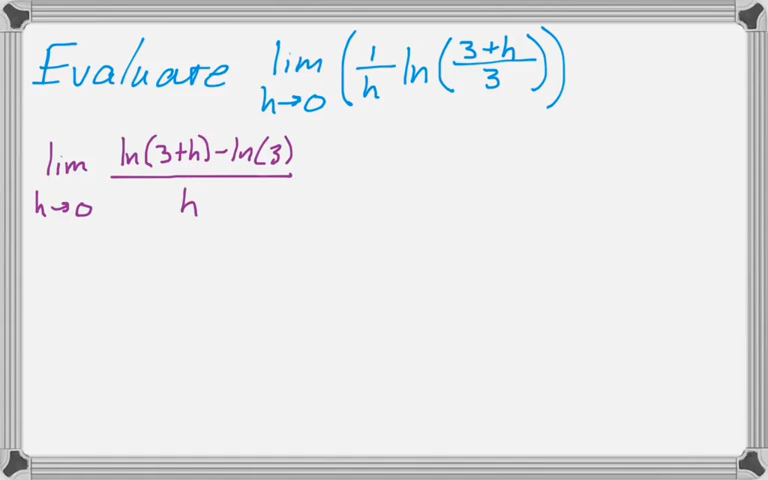 Evaluate lim h→0 (1/h ln((3+h)/3))
lim h→0 (ln(3+h)-ln(3))/h